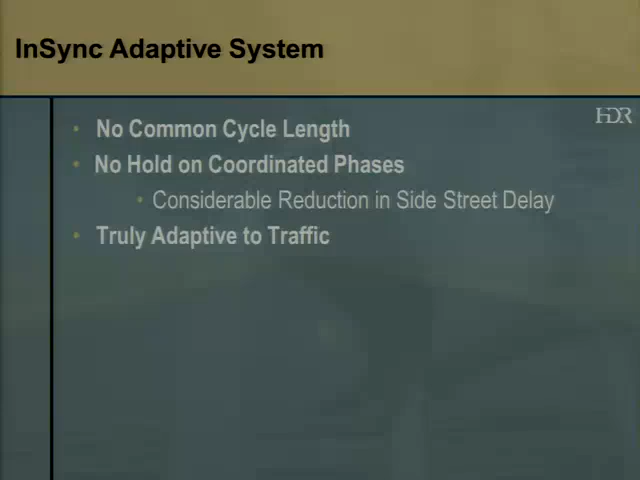 InSync Adaptive System
HDR
• No Common Cycle Length
• No Hold on Coordinated Phases
• Considerable Reduction in Side Street Delay
• Truly Adaptive to Traffic